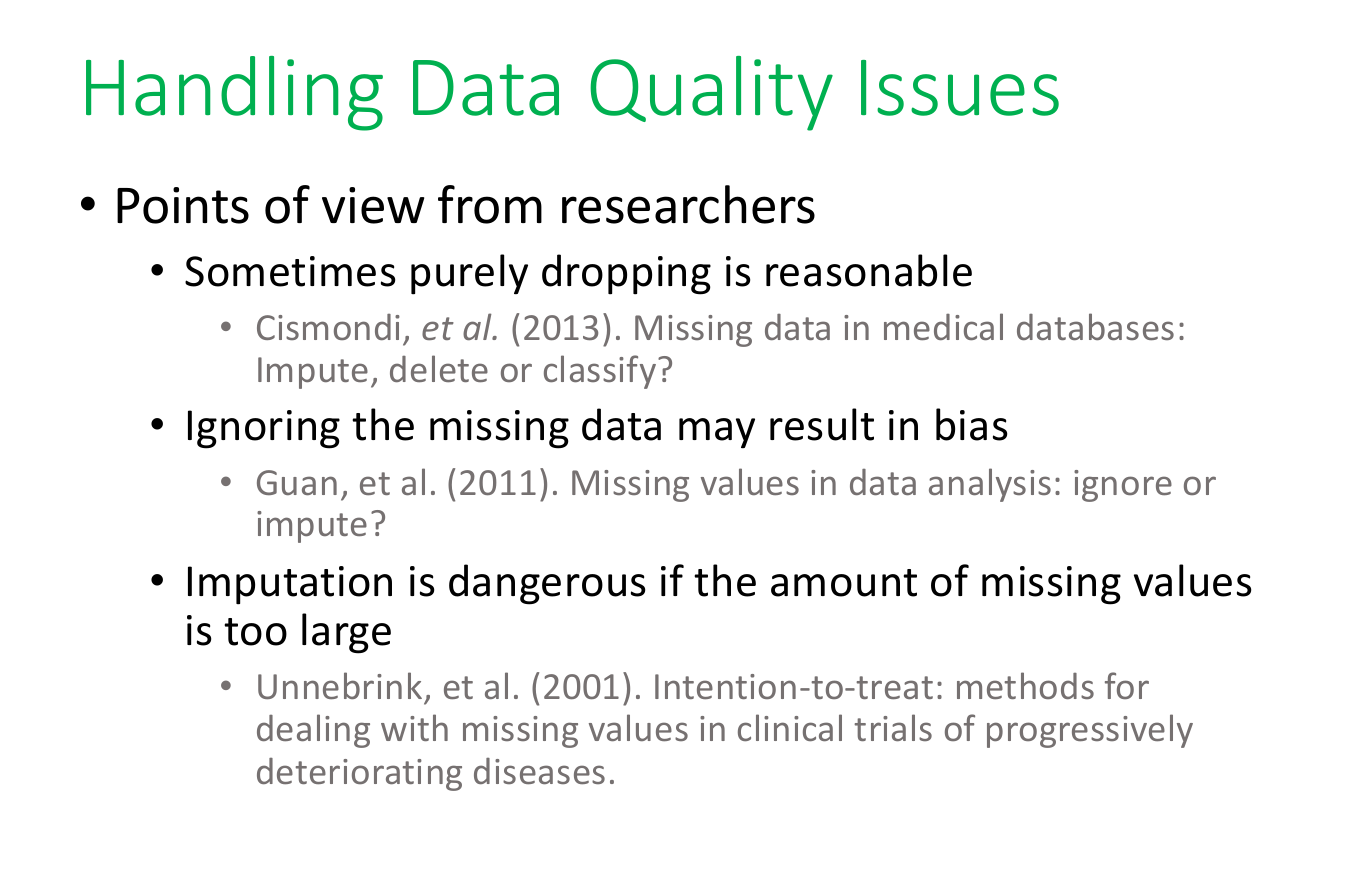 Handling Data Quality Issues
• Points of view from researchers
• Sometimes purely dropping is reasonable
• Cismondi, et al. (2013). Missing data in medical databases:
Impute, delete or classify?
• Ignoring the missing data may result in bias
• Guan, et al. (2011). Missing values in data analysis: ignore or
impute?
• Imputation is dangerous if the amount of missing values
is too large
• Unnebrink, et al. (2001). Intention-to-treat: methods for
dealing with missing values in clinical trials of progressively
deteriorating diseases.